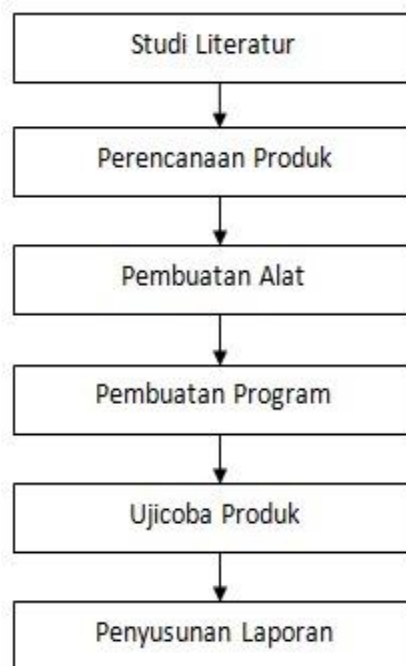 Studi Literatur
Perencanaan Produk
Pembuatan Alat
Pembuatan Program
Ujicoba Produk
Penyusunan Laporan